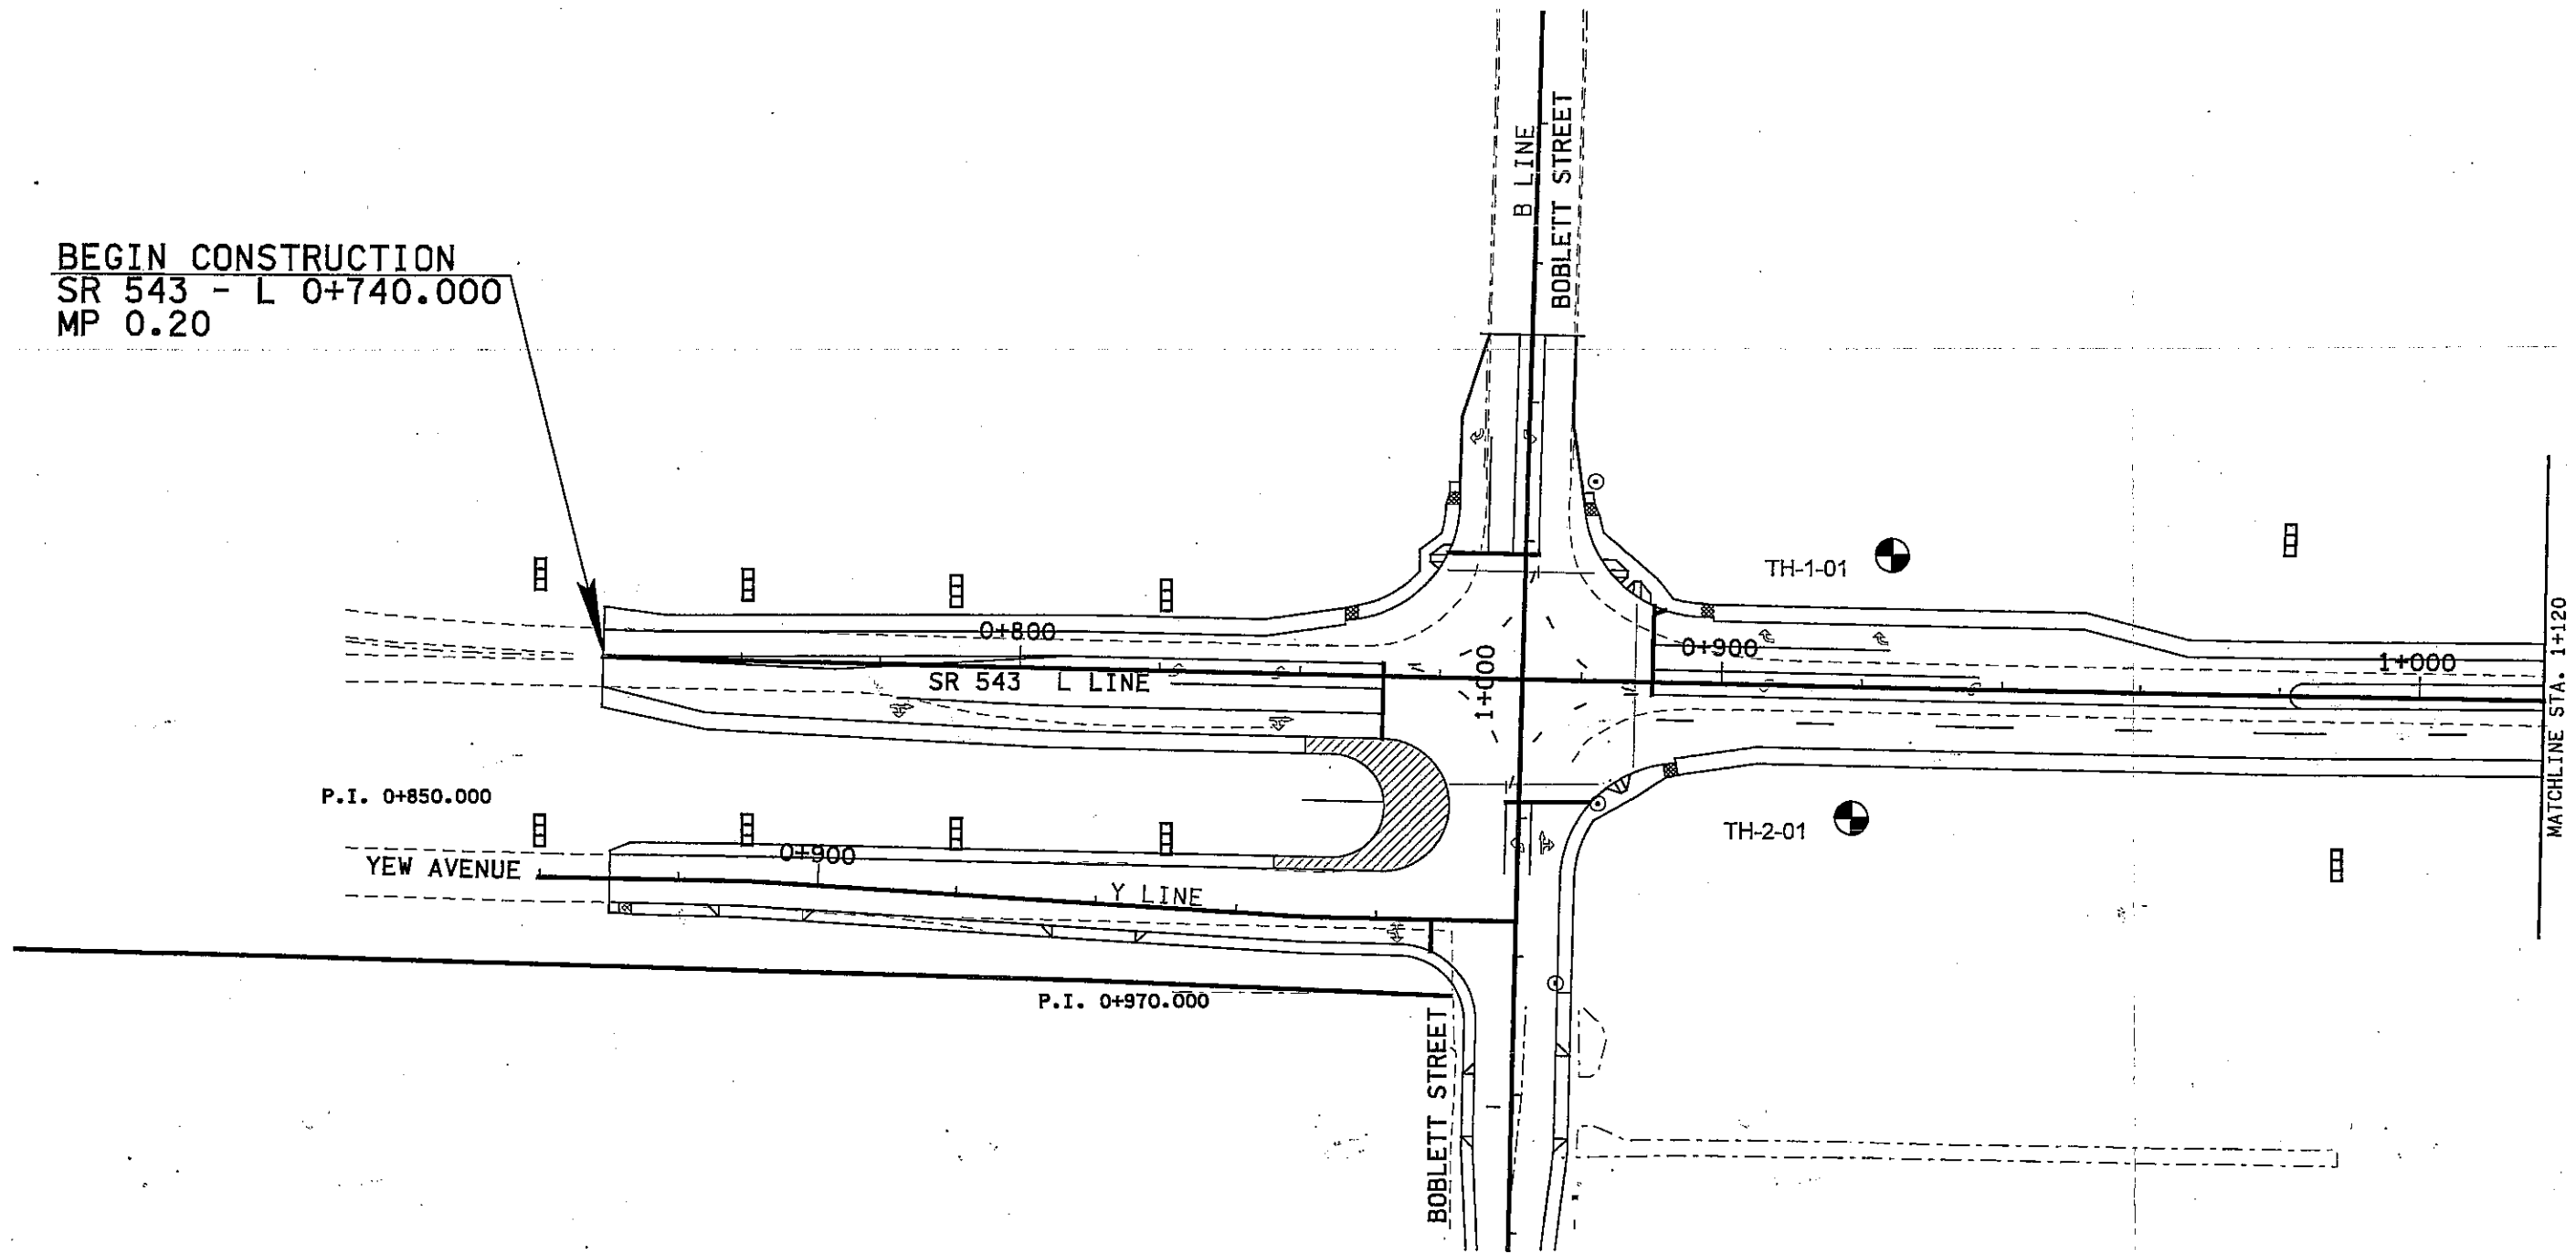 BEGIN CONSTRUCTION
SR 543 - L 0+740.000
MP 0.20
B LINE
BOBLETT STREET
TH-1-01
0+800
0+900
1+000
SR 543 L LINE
1+000
MATCHLINE STA. 1+120
P.I. 0+850.000
TH-2-01
YEW AVENUE
0+900
Y LINE
P.I. 0+970.000
BOBLETT STREET